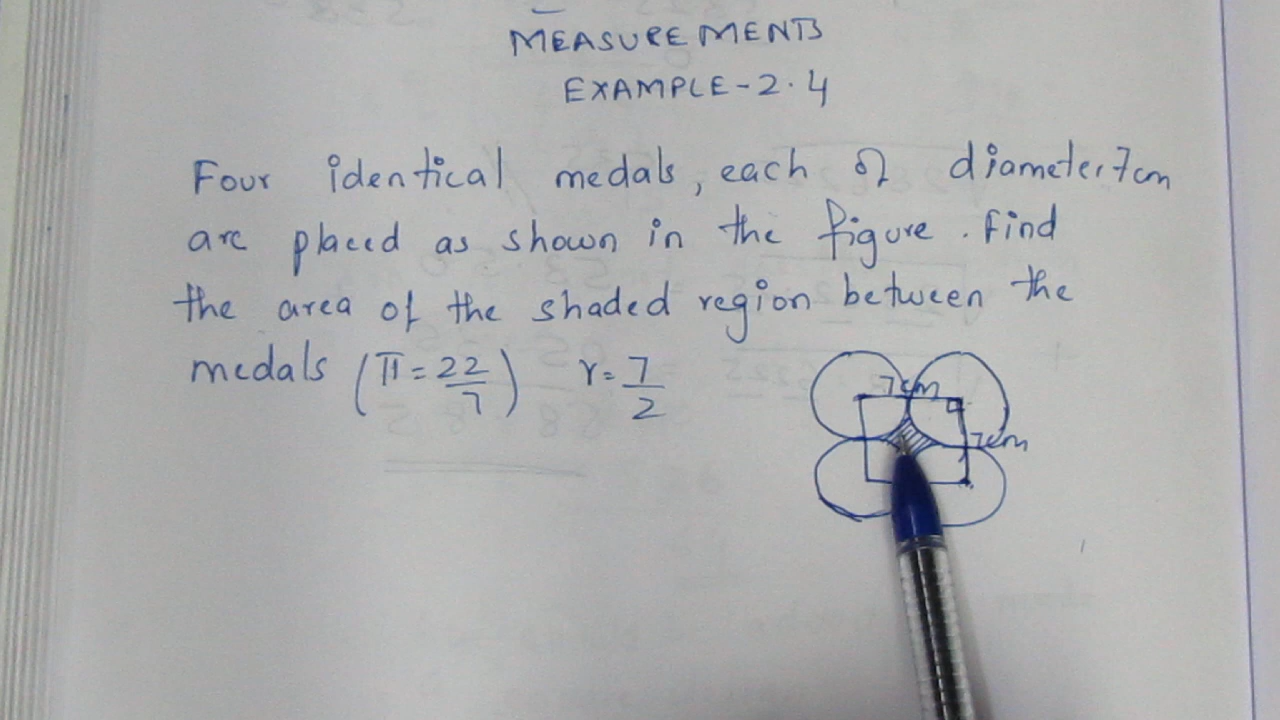 MEASUREMENTS
EXAMPLE-2.4
Four identical medals, each of diameter 7cm
are placed as shown in the figure. find
the area of the shaded region between the
medals (π = 22/7) r = 7/2
7cm
7cm